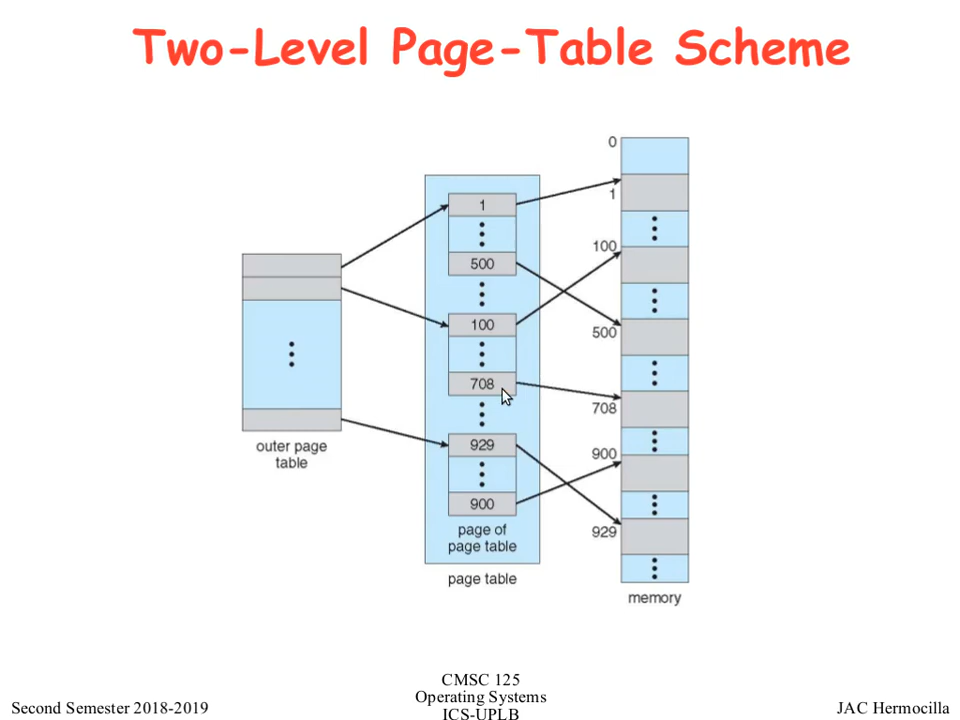 Two-Level Page-Table Scheme
outer page
table
1
500
100
708
929
900
page of
page table
page table
0
1
100
500
708
900
929
memory
Second Semester 2018-2019
CMSC 125
Operating Systems
ICS-UPLB
JAC Hermocilla